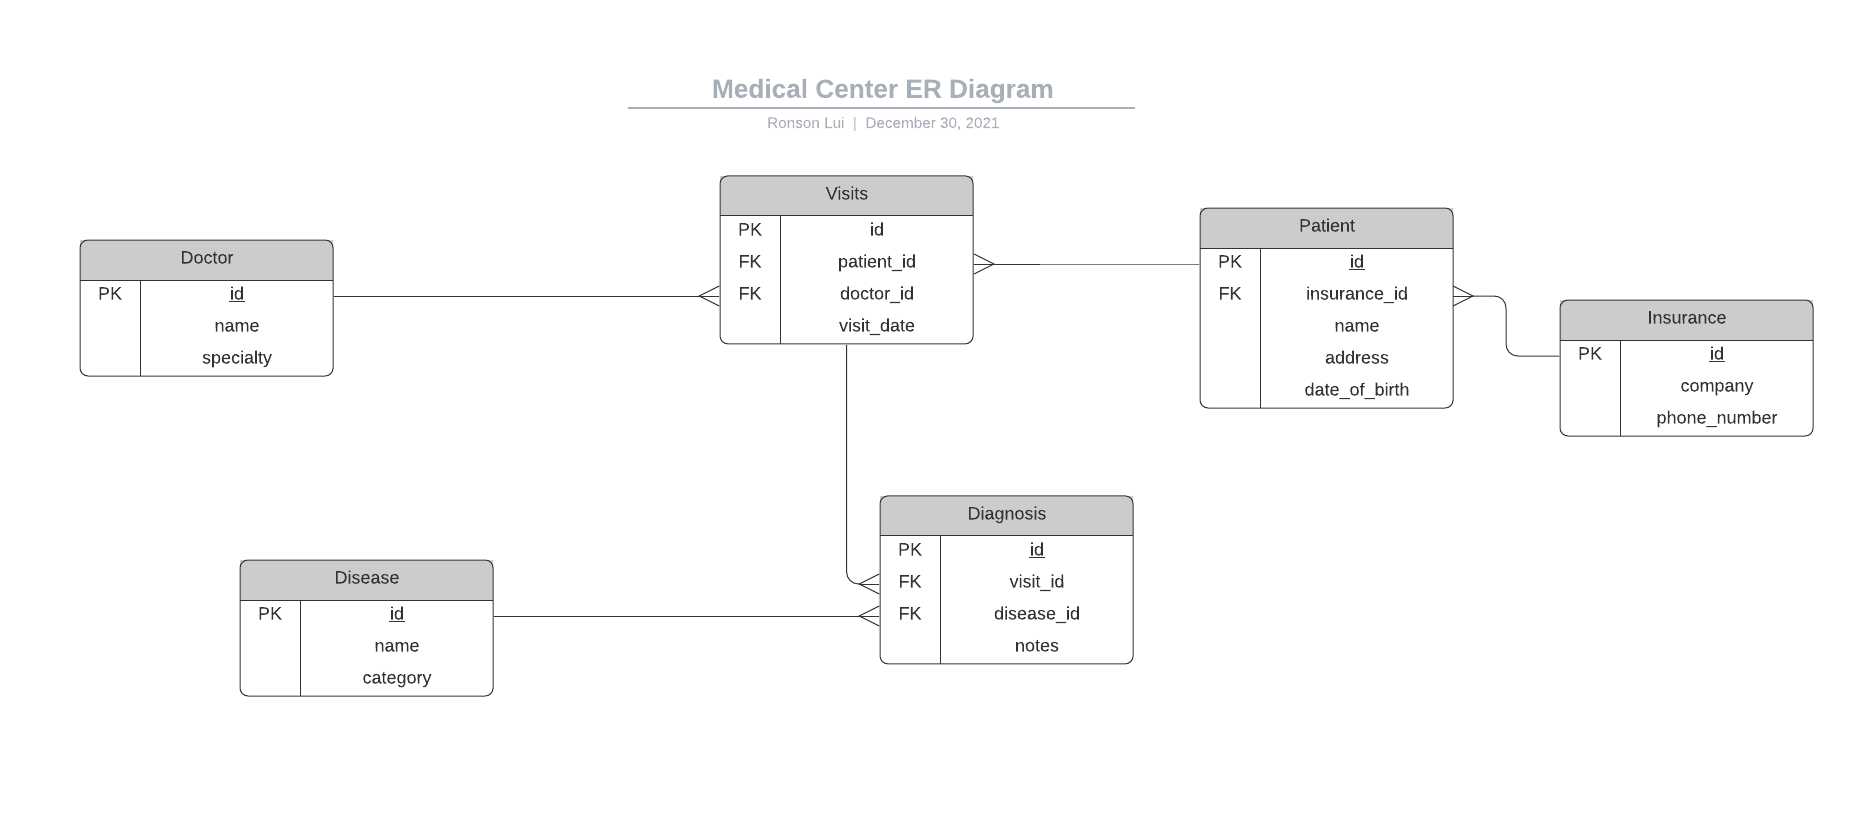 Medical Center ER Diagram
Ronson Lui | December 30, 2021
Visits
PK id
FK patient_id
FK doctor_id
visit_date
Patient
PK id
FK insurance_id
name
address
date_of_birth
Doctor
PK id
name
specialty
Insurance
PK id
company
phone_number
Diagnosis
PK id
FK visit_id
FK disease_id
notes
Disease
PK id
name
category